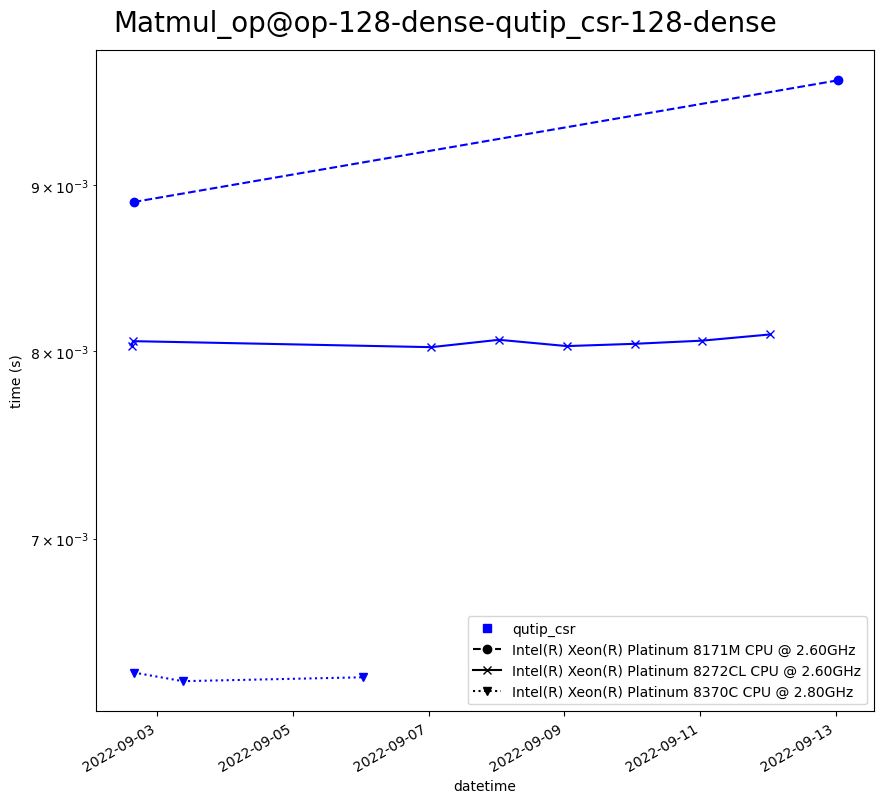 Matmul_op@op-128-dense-qutip_csr-128-dense
9 × 10⁻³
8 × 10⁻³
7 × 10⁻³
time (s)
qutip_csr
Intel(R) Xeon(R) Platinum 8171M CPU @ 2.60GHz
Intel(R) Xeon(R) Platinum 8272CL CPU @ 2.60GHz
Intel(R) Xeon(R) Platinum 8370C CPU @ 2.80GHz
2022-09-03
2022-09-05
2022-09-07
2022-09-09
2022-09-11
2022-09-13
datetime